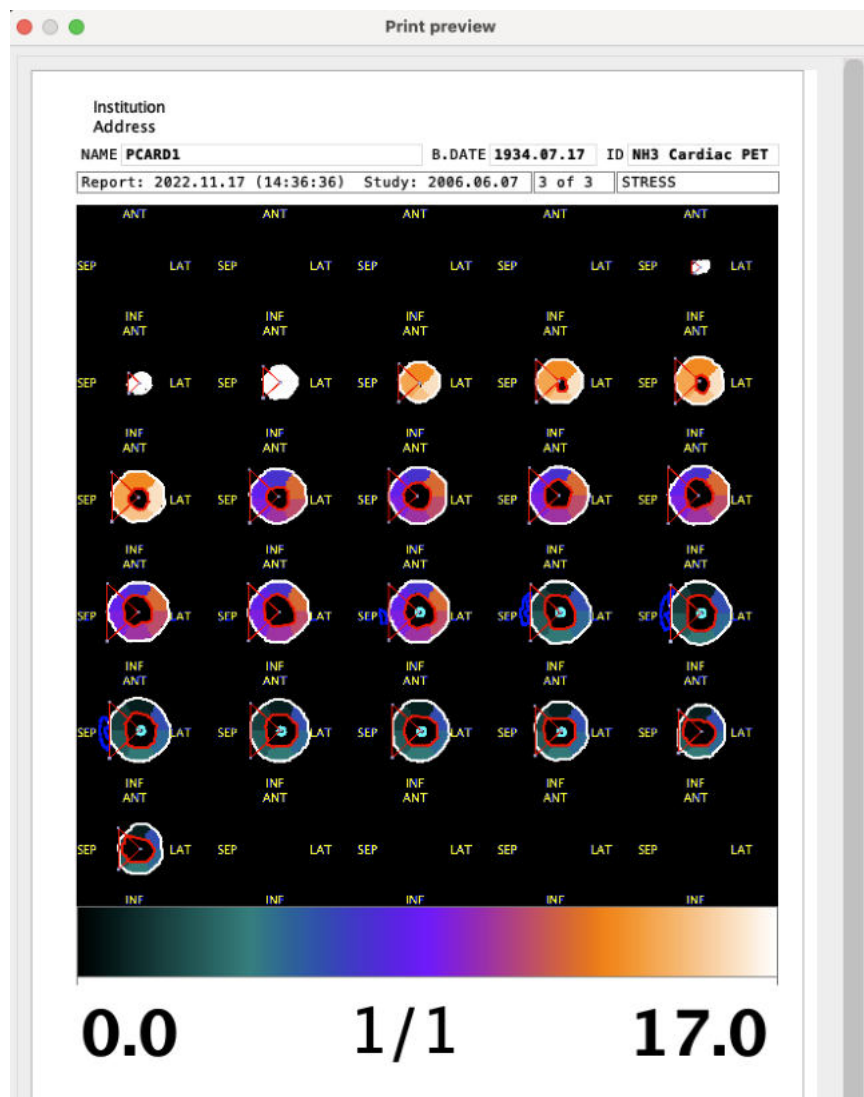 Print preview
Institution
Address
NAME PCARD1 B.DATE 1934.07.17 ID NH3 Cardiac PET
Report: 2022.11.17 (14:36:36) Study: 2006.06.07 3 of 3 STRESS
ANT ANT ANT ANT ANT
SEP LAT SEP LAT SEP LAT SEP LAT SEP LAT
INF INF INF INF INF
ANT ANT ANT ANT ANT
SEP LAT SEP LAT SEP LAT SEP LAT SEP LAT
INF INF INF INF INF
ANT ANT ANT ANT ANT
SEP LAT SEP LAT SEP LAT SEP LAT SEP LAT
INF INF INF INF INF
ANT ANT ANT ANT ANT
SEP LAT SEP LAT SEP LAT SEP LAT SEP LAT
INF INF INF INF INF
ANT ANT ANT ANT ANT
SEP LAT SEP LAT SEP LAT SEP LAT SEP LAT
INF INF INF INF INF
ANT ANT ANT ANT ANT
SEP LAT SEP LAT SEP LAT SEP LAT SEP LAT
INF INF INF INF INF
0.0 1/1 17.0